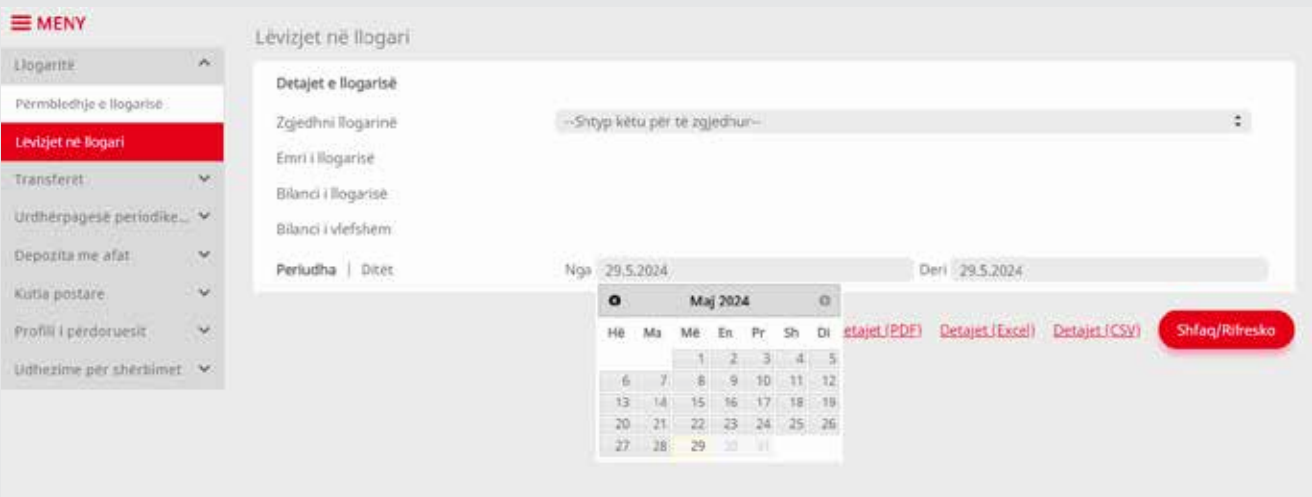 MENY
Llogaritë
Përmbledhje e llogarisë
Lëvizjet në llogari
Transferët
Urdhërpagesë periodike...
Depozita me afat
Kutia postare
Profili i përdoruesit
Udhëzime për shërbimet
Lëvizjet në llogari
Detajet e llogarisë
Zgjedhni llogarinë --Shtyp këtu për të zgjedhur--
Emri i llogarisë
Bilanci i llogarisë
Bilanci i vlefshëm
Periudha | Ditët Nga 29.5.2024 Deri 29.5.2024
Maj 2024
Hë Ma Më En Pr Sh Di
1 2 3 4 5
6 7 8 9 10 11 12
13 14 15 16 17 18 19
20 21 22 23 24 25 26
27 28 29 30 31
etajet (PDF) Detajet (Excel) Detajet (CSV) Shfaq/Rifresko